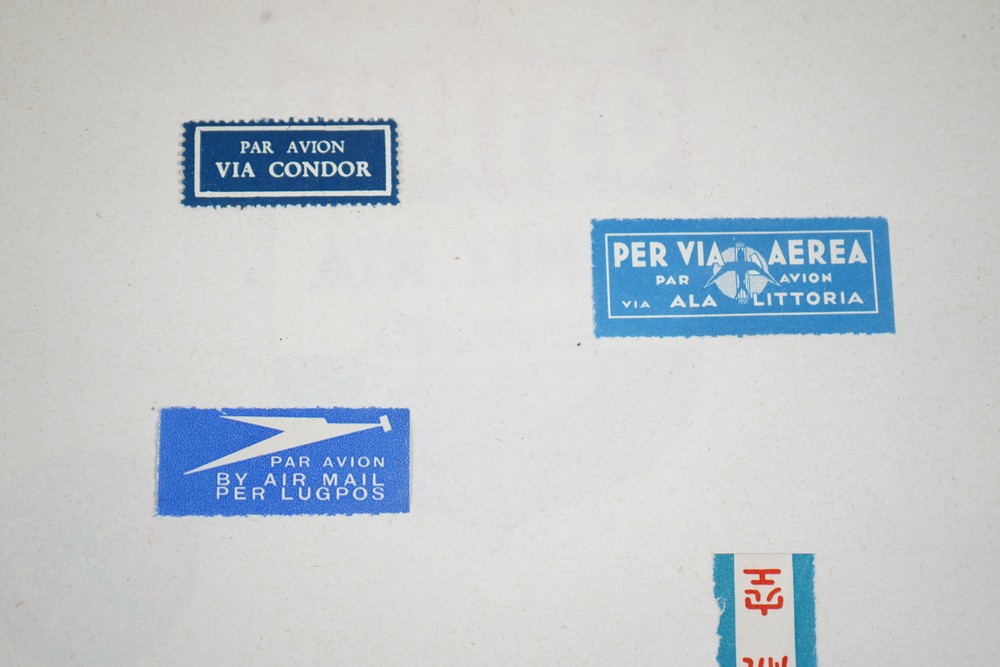 PAR AVION
VIA CONDOR
PER VIA AEREA
PAR AVION
VIA ALA LITTORIA
PAR AVION
BY AIR MAIL
PER LUGPOS
空